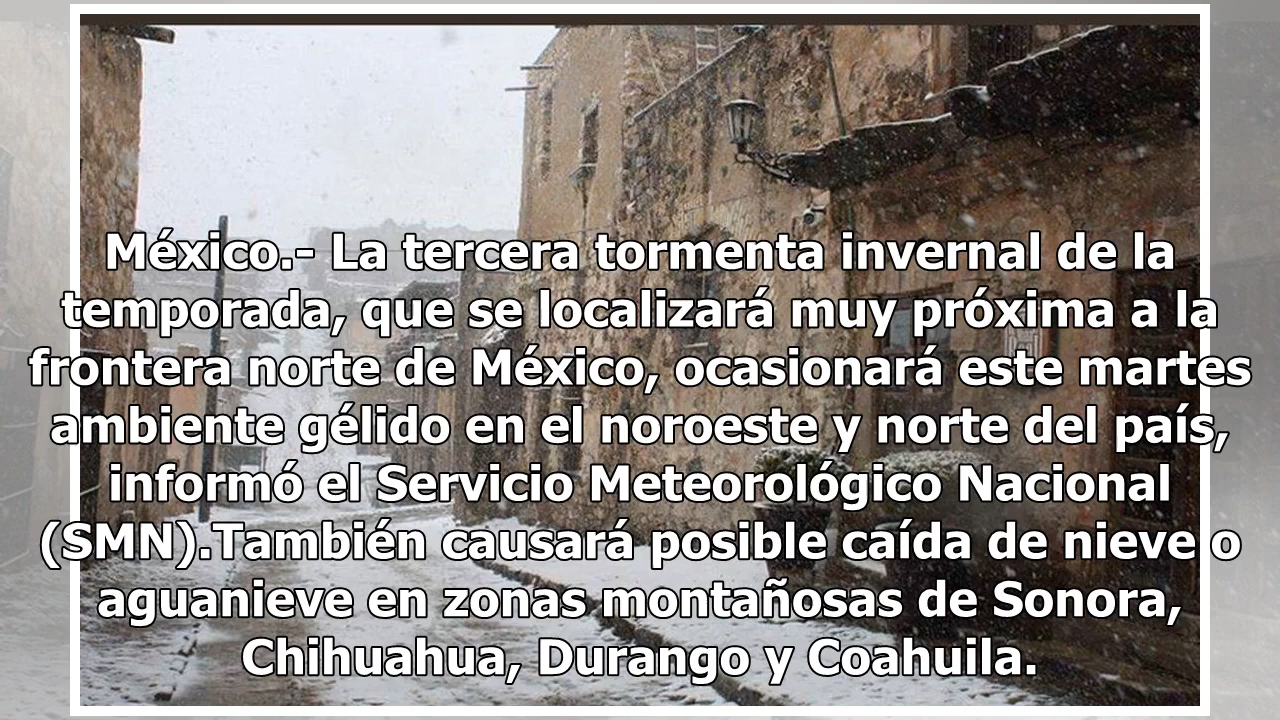 México.- La tercera tormenta invernal de la
temporada, que se localizará muy próxima a la
frontera norte de México, ocasionará este martes
ambiente gélido en el noroeste y norte del país,
informó el Servicio Meteorológico Nacional
(SMN).También causará posible caída de nieve o
aguanieve en zonas montañosas de Sonora,
Chihuahua, Durango y Coahuila.